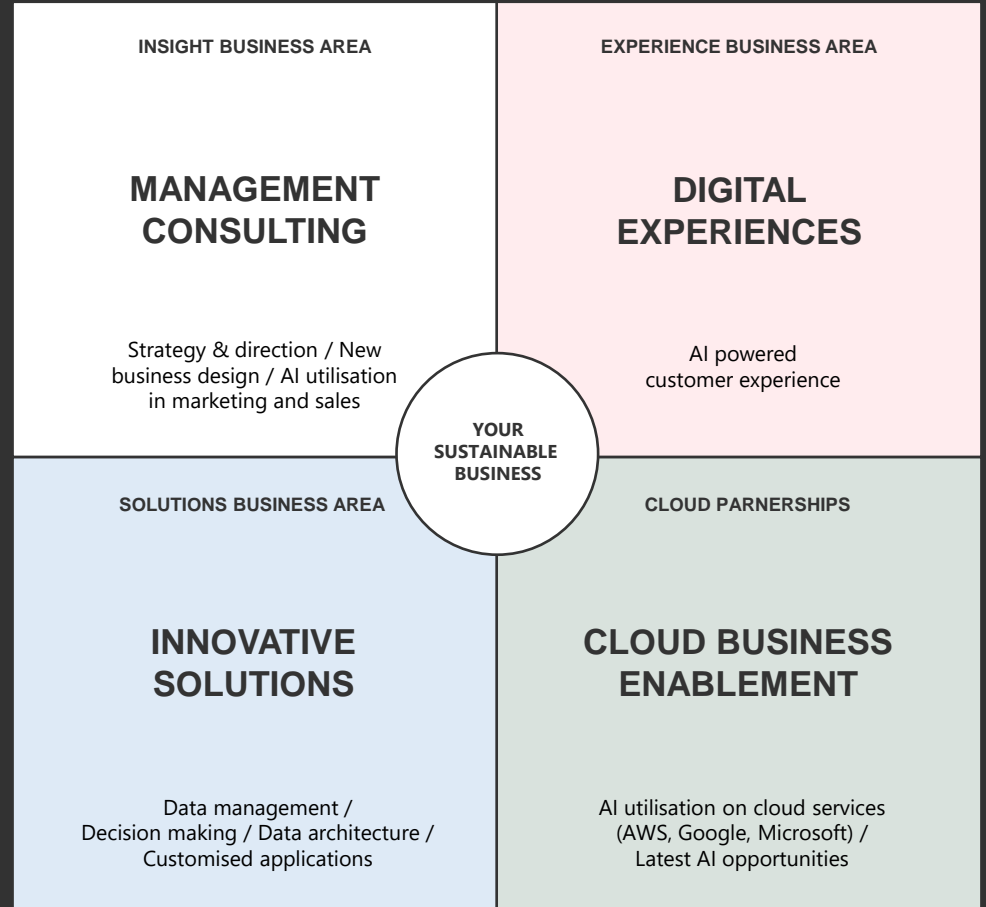 INSIGHT BUSINESS AREA
MANAGEMENT
CONSULTING
Strategy & direction / New
business design / AI utilisation
in marketing and sales
EXPERIENCE BUSINESS AREA
DIGITAL
EXPERIENCES
AI powered
customer experience
YOUR
SUSTAINABLE
BUSINESS
SOLUTIONS BUSINESS AREA
INNOVATIVE
SOLUTIONS
Data management /
Decision making / Data architecture /
Customised applications
CLOUD PARNERSHIPS
CLOUD BUSINESS
ENABLEMENT
AI utilisation on cloud services
(AWS, Google, Microsoft) /
Latest AI opportunities